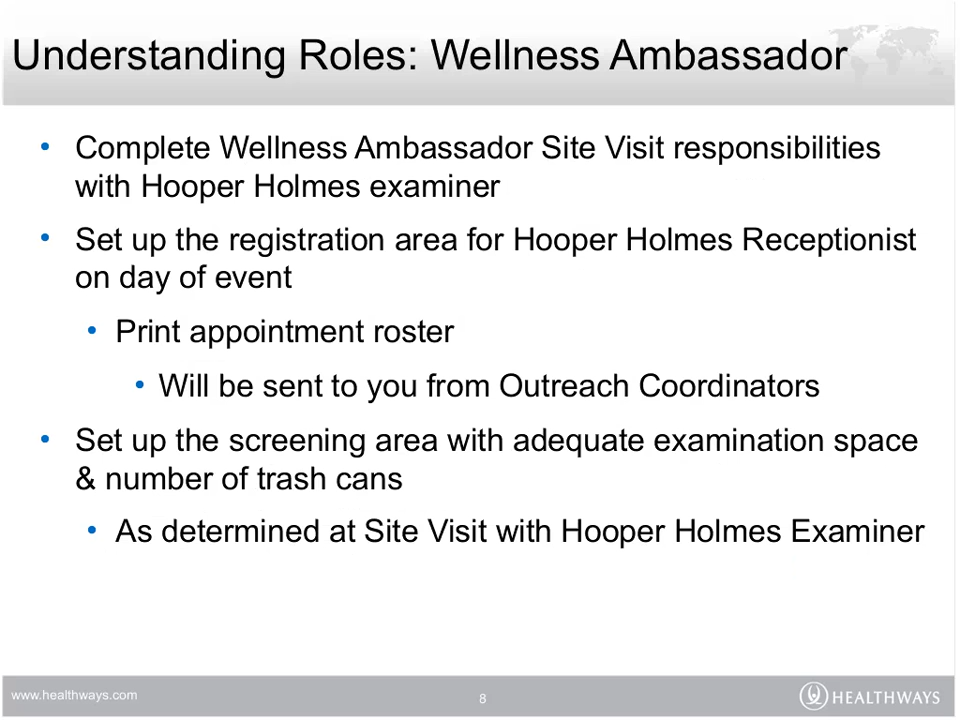 Understanding Roles: Wellness Ambassador
• Complete Wellness Ambassador Site Visit responsibilities
with Hooper Holmes examiner
• Set up the registration area for Hooper Holmes Receptionist
on day of event
• Print appointment roster
• Will be sent to you from Outreach Coordinators
• Set up the screening area with adequate examination space
& number of trash cans
• As determined at Site Visit with Hooper Holmes Examiner
www.healthways.com
8
HEALTHWAYS